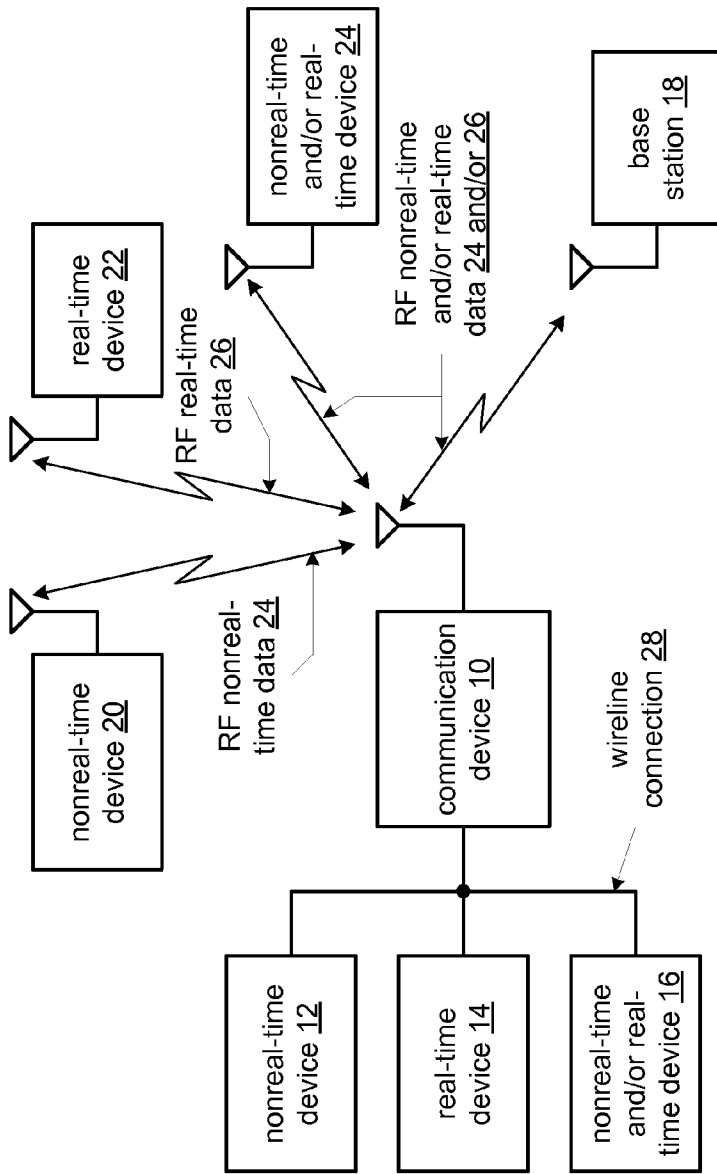 nonreal-time
device 20
real-time
device 22
nonreal-time
and/or real-
time device 24
RF nonreal-
time data 24
RF real-time
data 26
RF nonreal-time
and/or real-time
data 24 and/or 26
nonreal-time
device 12
real-time
device 14
nonreal-time
and/or real-
time device 16
communication
device 10
wireline
connection 28
base
station 18